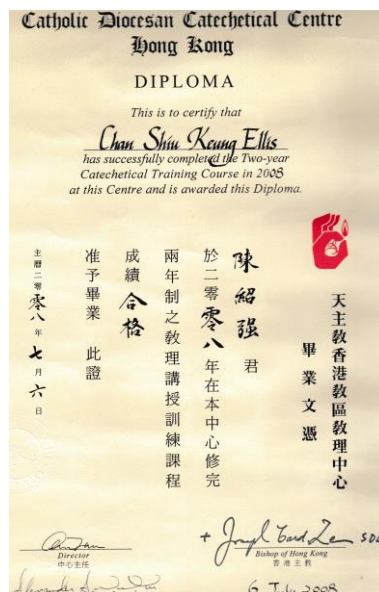 Catholic Diocesan Catechetical Centre
Hong Kong
DIPLOMA
This is to certify that
Chan Shiu Keung Ellis
has successfully completed the Two-year
Catechetical Training Course in 2008
at this Centre and is awarded this Diploma.
天主教香港教區教理中心
畢業文憑
陳紹强君
於二零零八年在本中心修完
兩年制之教理講授訓練課程
成績合格
准予畢業 此證
主曆二零零八年七月六日
Director
中心主任
+ Joseph Card Zen SDB
Bishop of Hong Kong
香港主教
6 July 2008